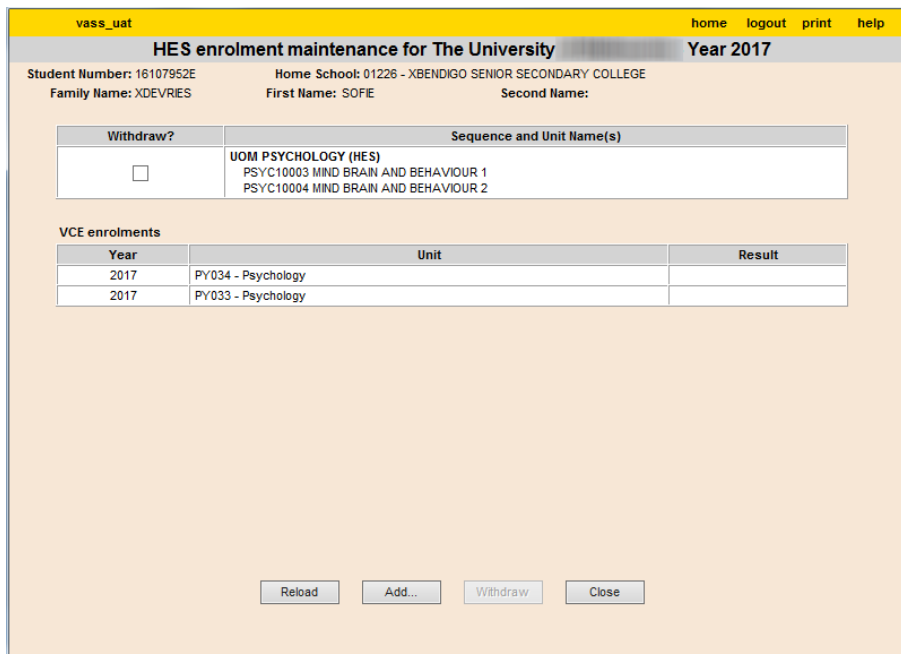 vass_uat home logout print help
HES enrolment maintenance for The University Year 2017
Student Number: 16107952E Home School: 01226 - XBENDIGO SENIOR SECONDARY COLLEGE
Family Name: XDEVRIES First Name: SOFIE Second Name:
Withdraw? Sequence and Unit Name(s)
UOM PSYCHOLOGY (HES)
PSYC10003 MIND BRAIN AND BEHAVIOUR 1
PSYC10004 MIND BRAIN AND BEHAVIOUR 2
VCE enrolments
Year Unit Result
2017 PY034 - Psychology
2017 PY033 - Psychology
Reload Add... Withdraw Close